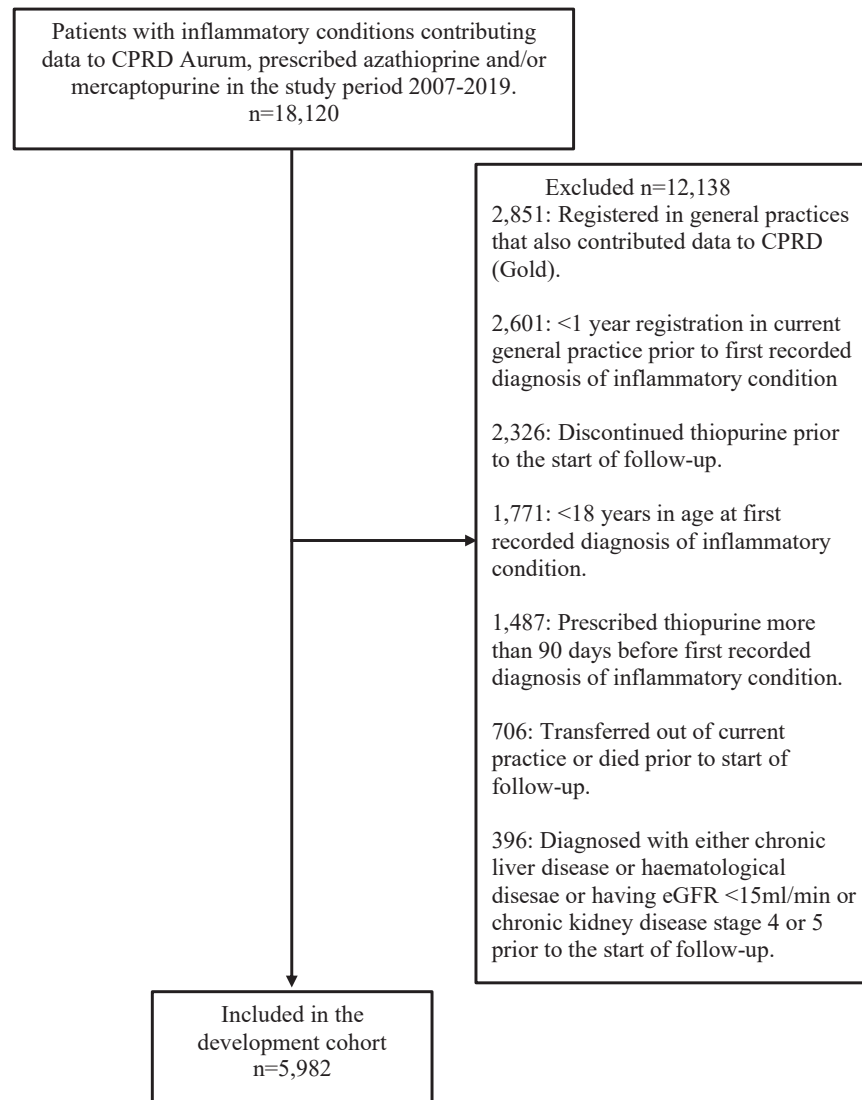 Patients with inflammatory conditions contributing
data to CPRD Aurum, prescribed azathioprine and/or
mercaptopurine in the study period 2007-2019.
n=18,120
Excluded n=12,138
2,851: Registered in general practices
that also contributed data to CPRD
(Gold).
2,601: <1 year registration in current
general practice prior to first recorded
diagnosis of inflammatory condition
2,326: Discontinued thiopurine prior
to the start of follow-up.
1,771: <18 years in age at first
recorded diagnosis of inflammatory
condition.
1,487: Prescribed thiopurine more
than 90 days before first recorded
diagnosis of inflammatory condition.
706: Transferred out of current
practice or died prior to start of
follow-up.
396: Diagnosed with either chronic
liver disease or haematological
disesae or having eGFR <15ml/min or
chronic kidney disease stage 4 or 5
prior to the start of follow-up.
Included in the
development cohort
n=5,982